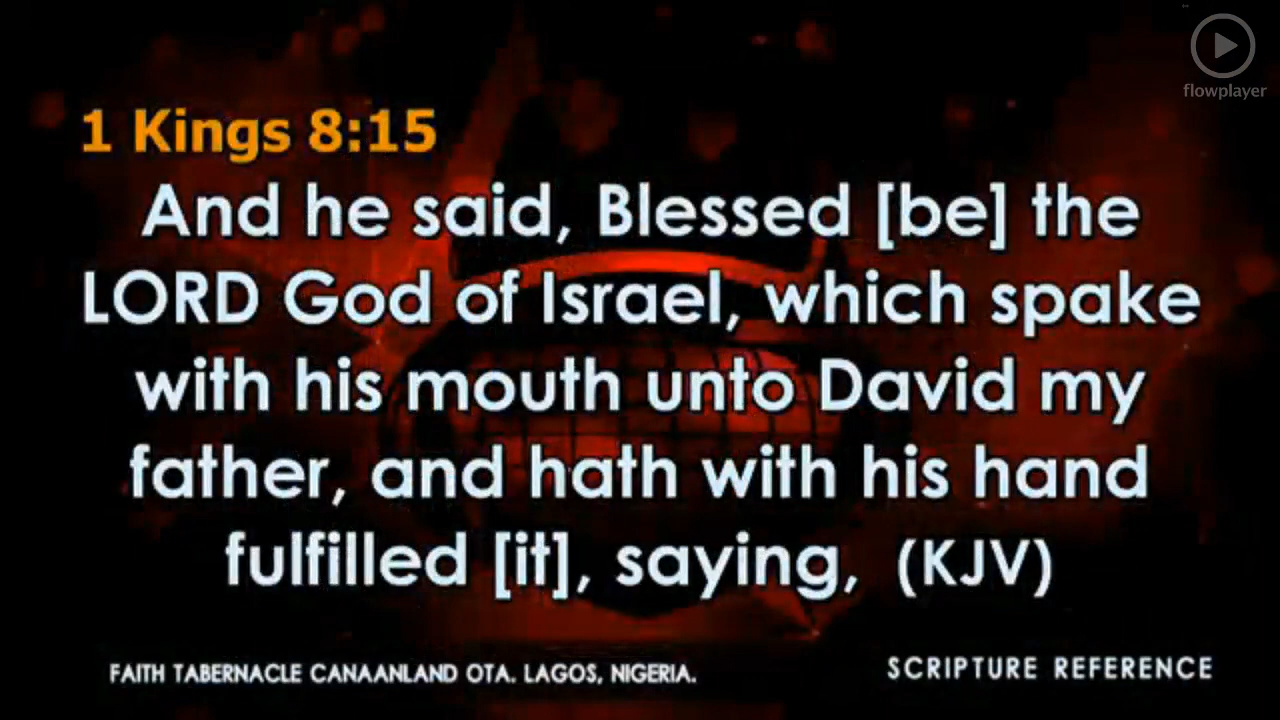 flowplayer
1 Kings 8:15
And he said, Blessed [be] the
LORD God of Israel, which spake
with his mouth unto David my
father, and hath with his hand
fulfilled [it], saying, (KJV)
FAITH TABERNACLE CANAANLAND OTA. LAGOS, NIGERIA.
SCRIPTURE REFERENCE